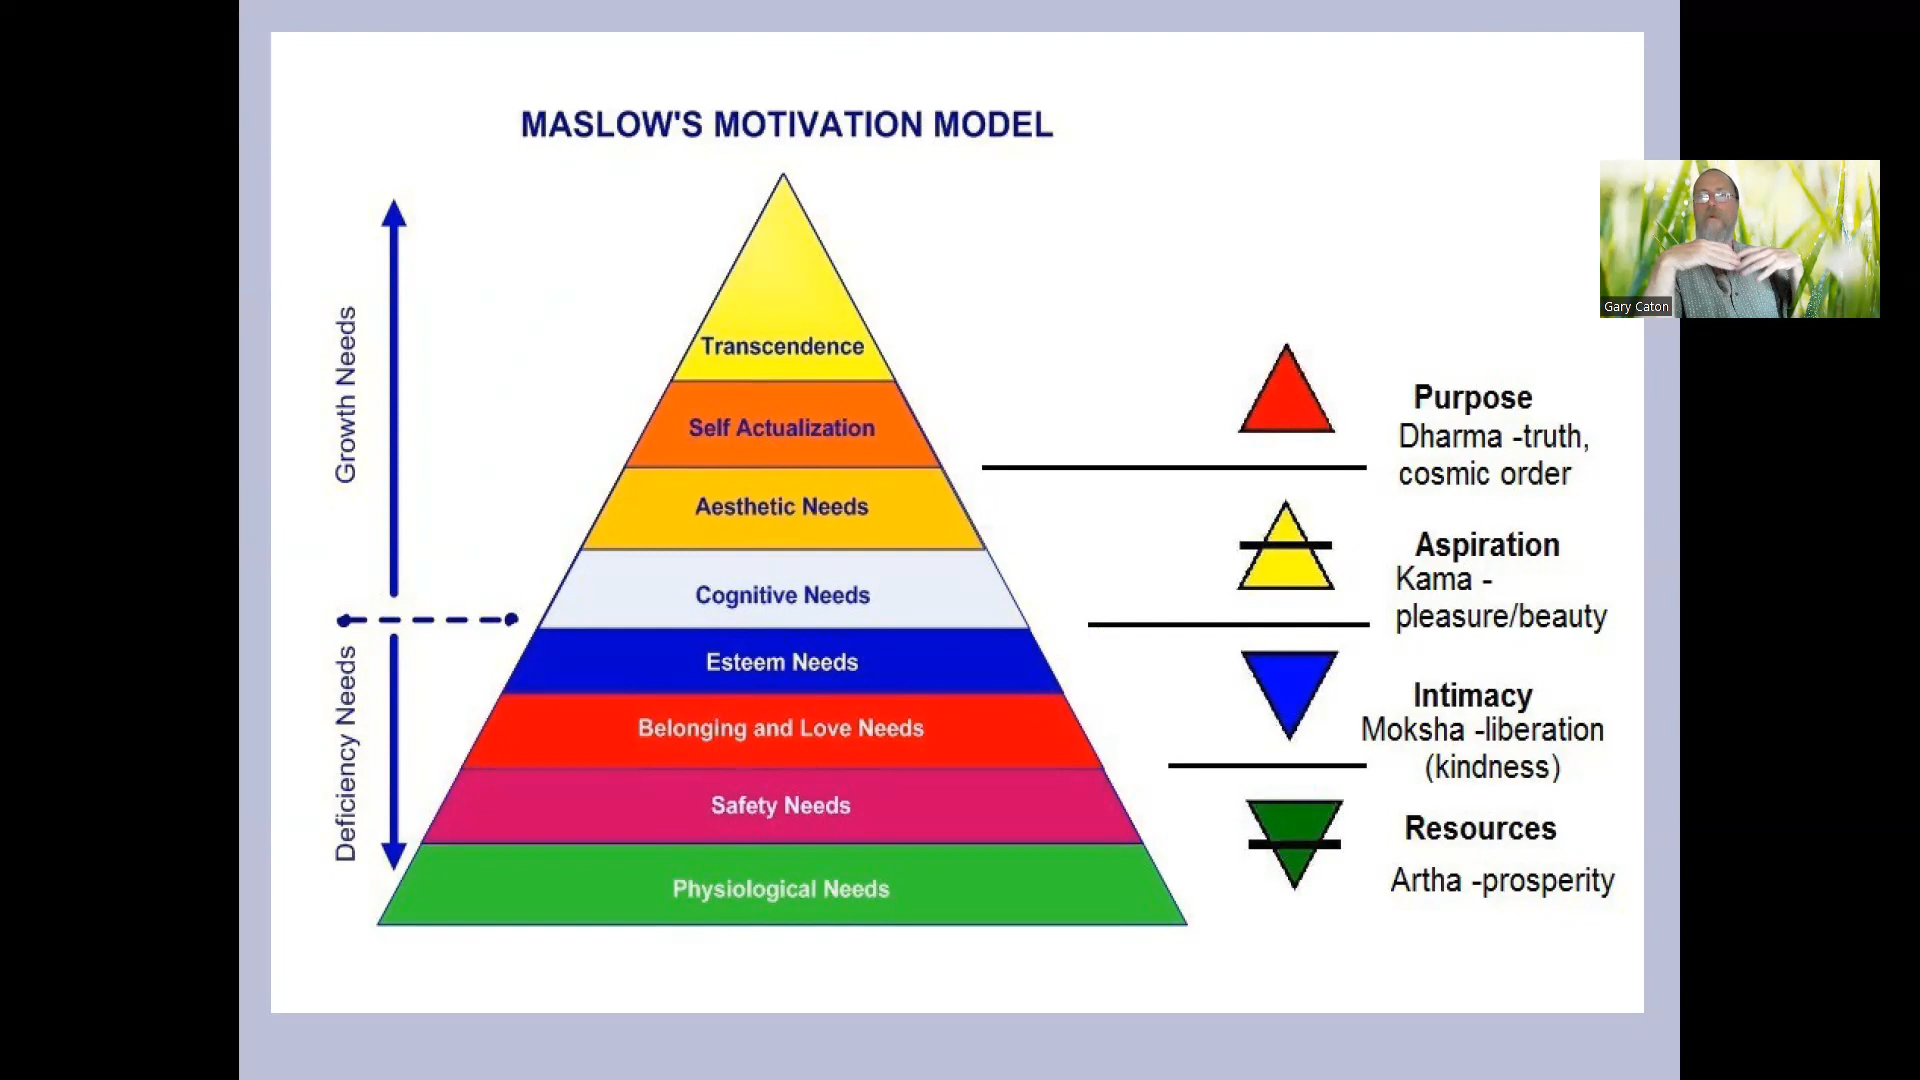 MASLOW'S MOTIVATION MODEL
Growth Needs
Deficiency Needs
Transcendence
Self Actualization
Aesthetic Needs
Cognitive Needs
Esteem Needs
Belonging and Love Needs
Safety Needs
Physiological Needs
Gary Caton
Purpose
Dharma -truth,
cosmic order
Aspiration
Kama -
pleasure/beauty
Intimacy
Moksha -liberation
(kindness)
Resources
Artha -prosperity